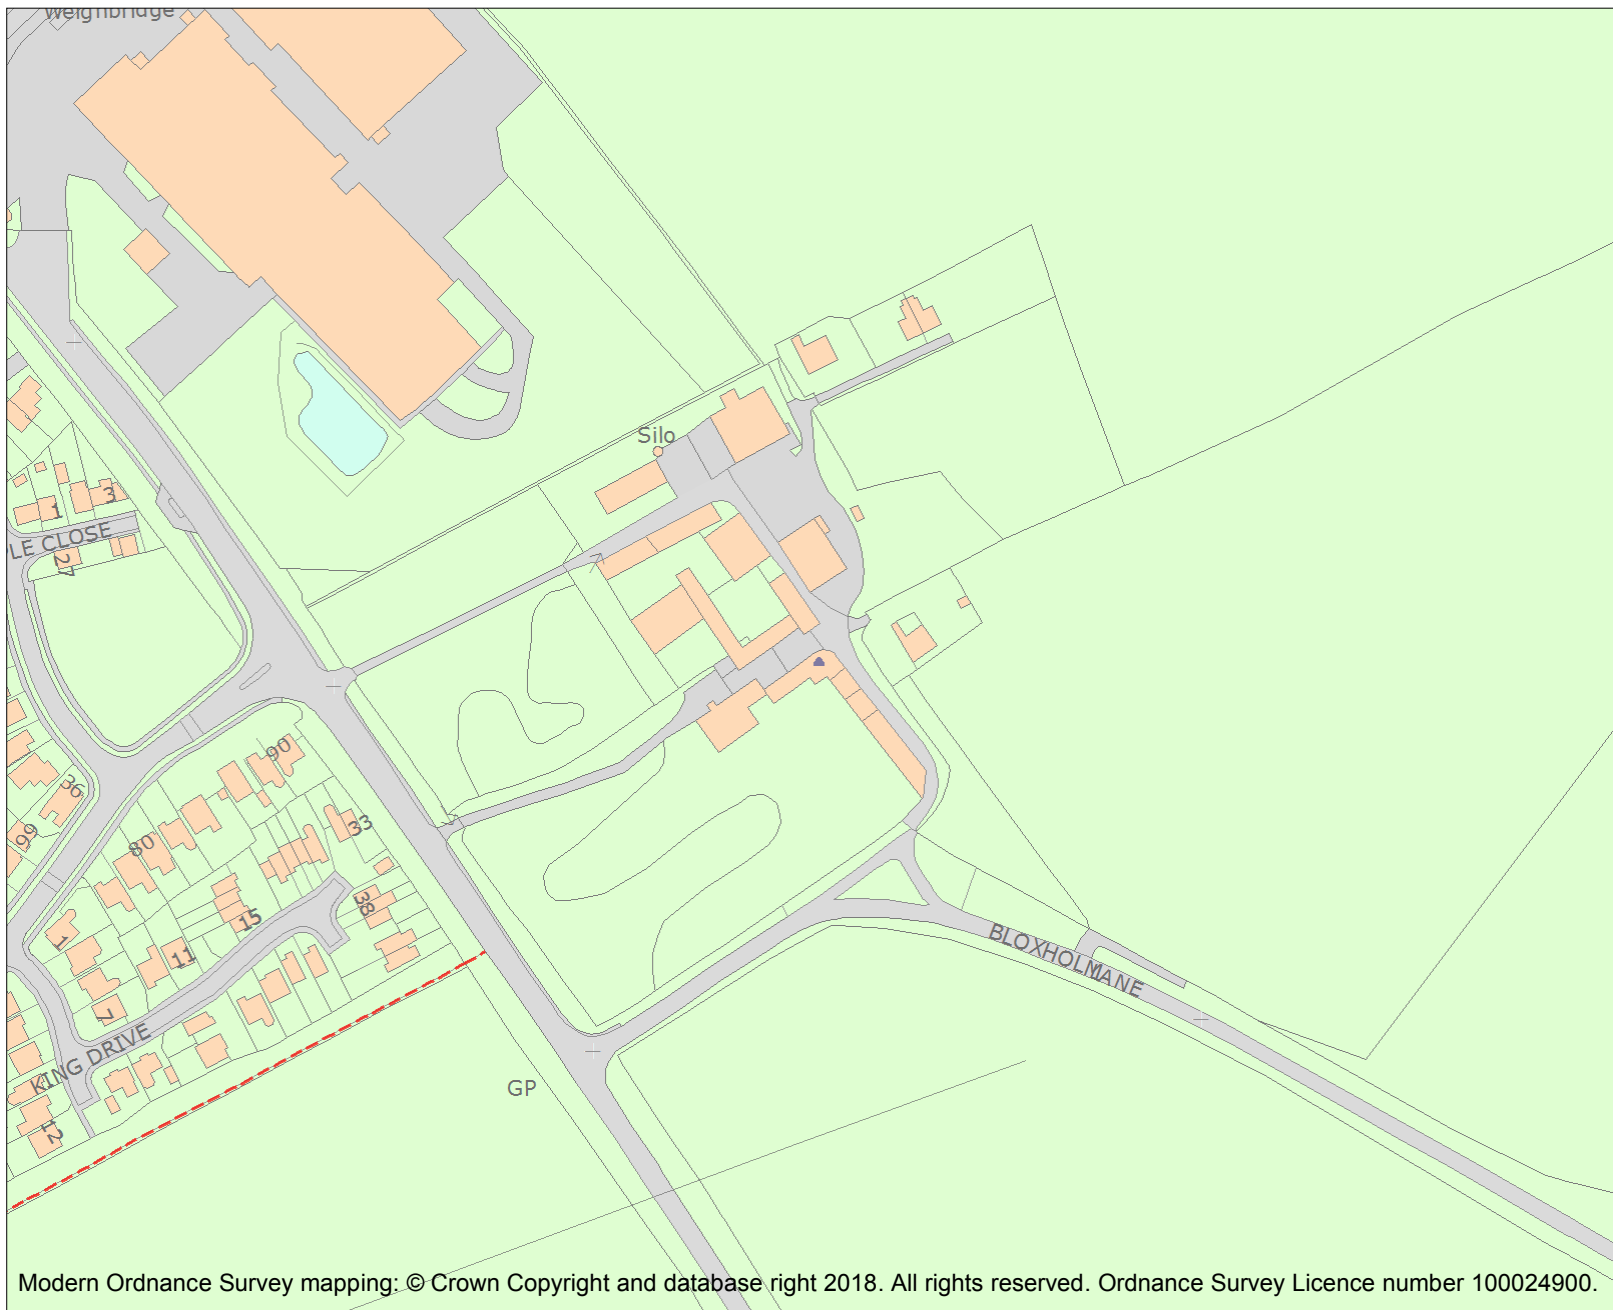 Weighbridge
Silo
3
1
PLE CLOSE
27
90
36
99
80
33
38
15
11
1
7
KING DRIVE
12
GP
BLOXHOLM LANE
Modern Ordnance Survey mapping: © Crown Copyright and database right 2018. All rights reserved. Ordnance Survey Licence number 100024900.